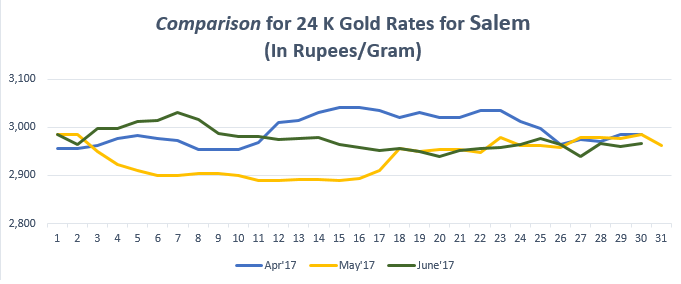 Comparison for 24 K Gold Rates for Salem
(In Rupees/Gram)
3,100
3,000
2,900
2,800
1 2 3 4 5 6 7 8 9 10 11 12 13 14 15 16 17 18 19 20 21 22 23 24 25 26 27 28 29 30 31
Apr'17 May'17 June'17